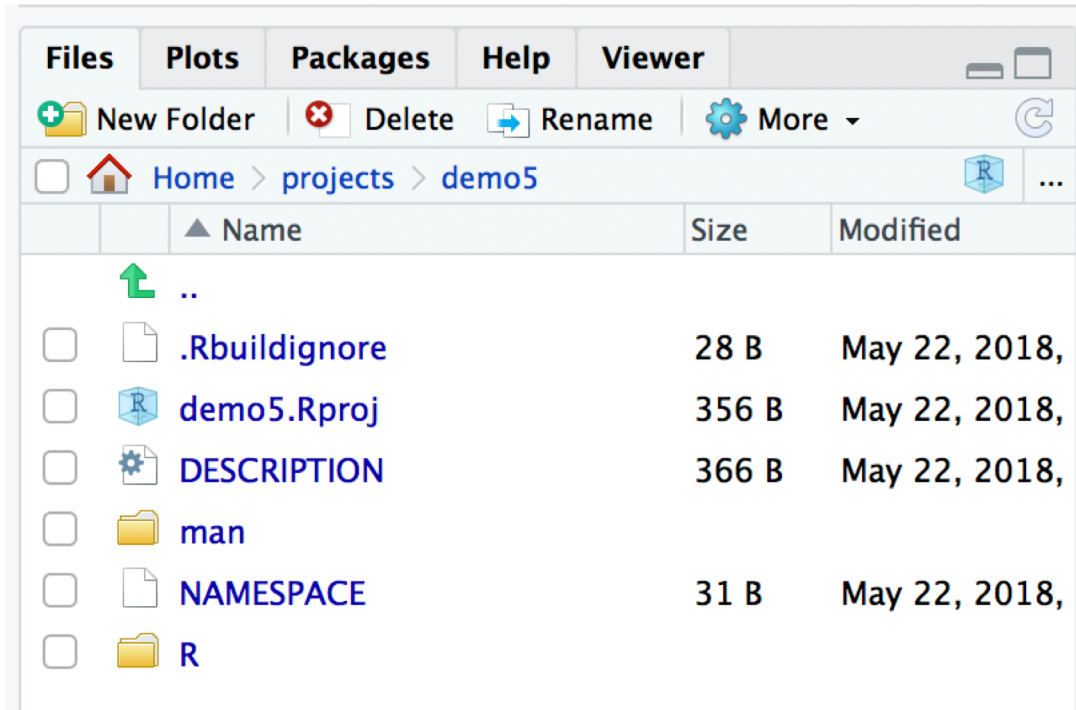 Files Plots Packages Help Viewer
New Folder Delete Rename More
Home projects demo5 R ...
Name Size Modified
..
.Rbuildignore 28 B May 22, 2018,
R demo5.Rproj 356 B May 22, 2018,
DESCRIPTION 366 B May 22, 2018,
man
NAMESPACE 31 B May 22, 2018,
R